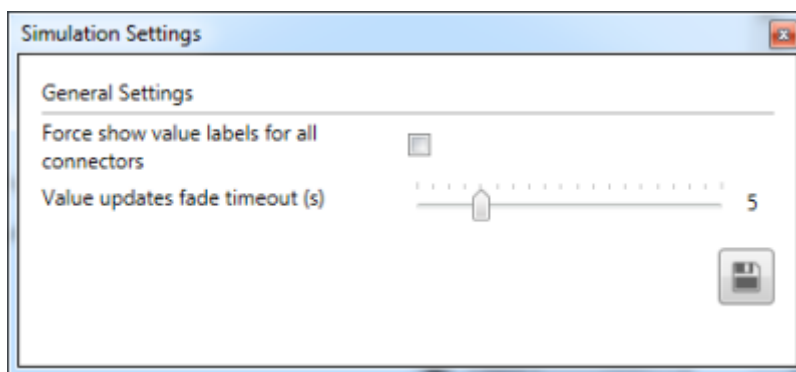 Simulation Settings
General Settings
Force show value labels for all
connectors
Value updates fade timeout (s)
5